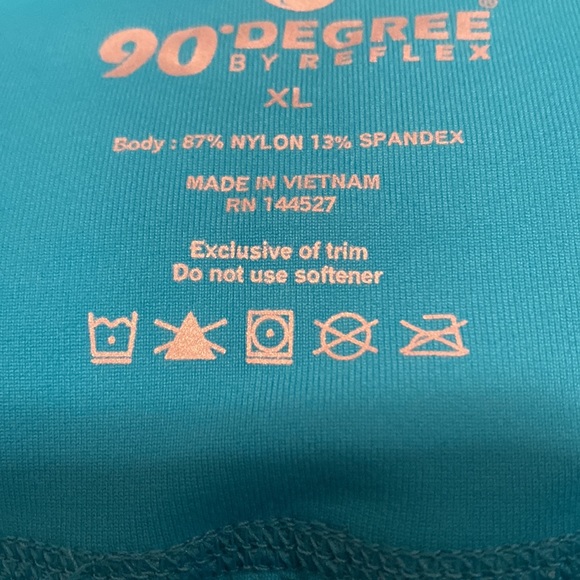 90°DEGREE®
BY REFLEX
XL
Body : 87% NYLON 13% SPANDEX
MADE IN VIETNAM
RN 144527
Exclusive of trim
Do not use softener